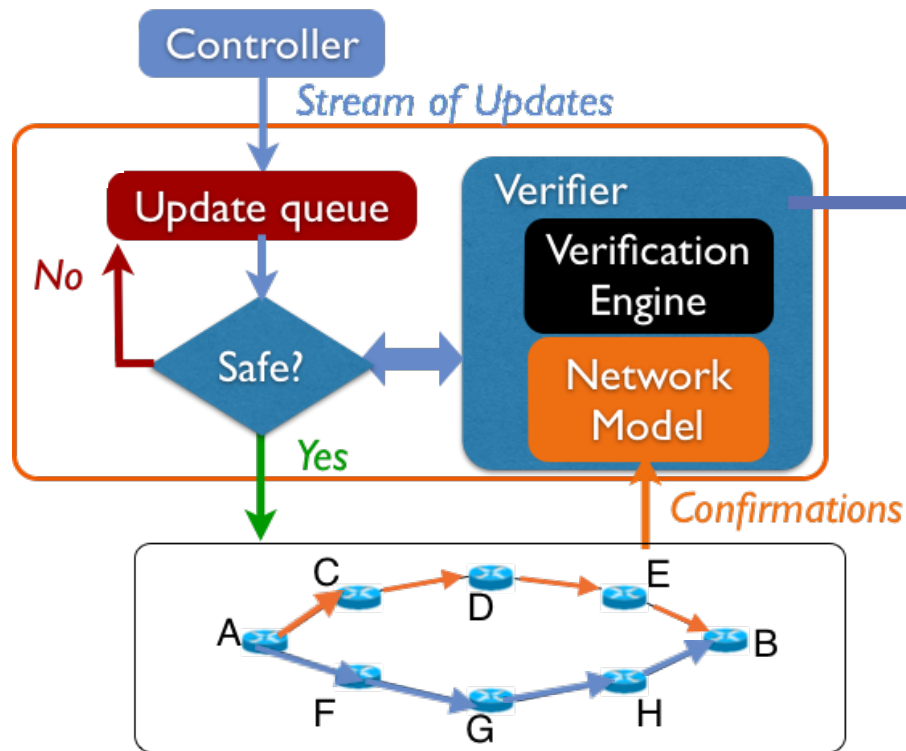 Controller
Stream of Updates
Update queue
Verifier
Verification
Engine
No
Safe?
Network
Model
Yes
Confirmations
C
D
E
A
B
F
G
H